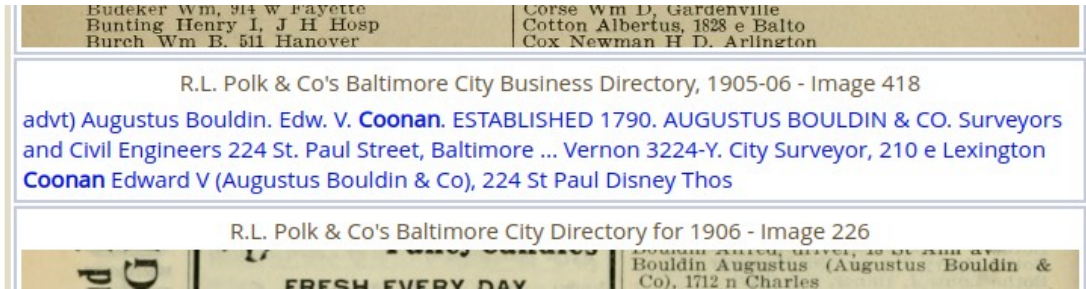 Budeker Wm, 914 w Fayette
Bunting Henry I, J H Hosp
Burch Wm B, 511 Hanover
Corse Wm D, Gardenville
Cotton Albertus, 1828 e Balto
Cox Newman H D, Arlington
R.L. Polk & Co's Baltimore City Business Directory, 1905-06 - Image 418
advt) Augustus Bouldin. Edw. V. Coonan. ESTABLISHED 1790. AUGUSTUS BOULDIN & CO. Surveyors
and Civil Engineers 224 St. Paul Street, Baltimore ... Vernon 3224-Y. City Surveyor, 210 e Lexington
Coonan Edward V (Augustus Bouldin & Co), 224 St Paul Disney Thos
R.L. Polk & Co's Baltimore City Directory for 1906 - Image 226
FRESH EVERY DAY
Bouldin Augustus (Augustus Bouldin &
Co), 1712 n Charles